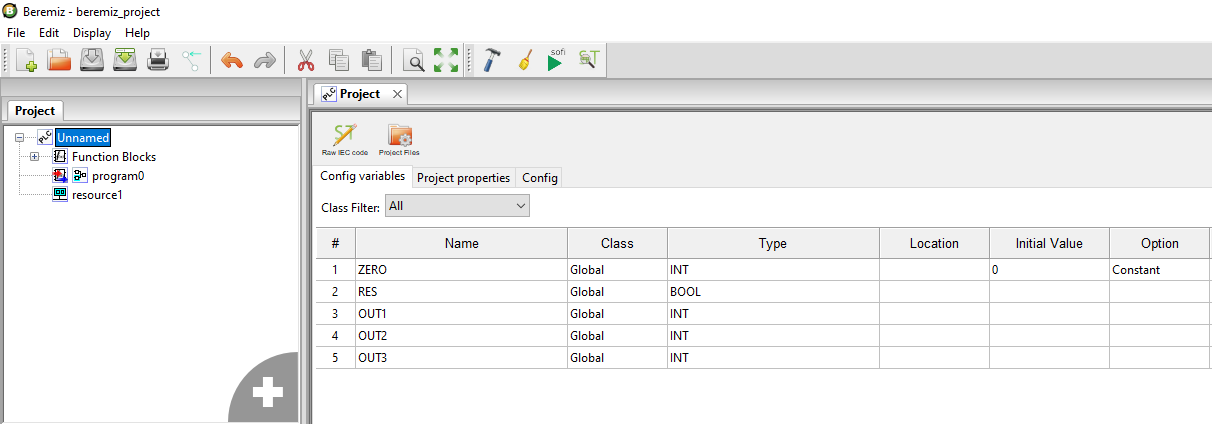 Beremiz - beremiz_project
File Edit Display Help
sofi ST
Project
Unnamed
Function Blocks
program0
resource1
Project
ST
Raw IEC code Project Files
Config variables Project properties Config
Class Filter: All
# Name Class Type Location Initial Value Option
1 ZERO Global INT 0 Constant
2 RES Global BOOL
3 OUT1 Global INT
4 OUT2 Global INT
5 OUT3 Global INT